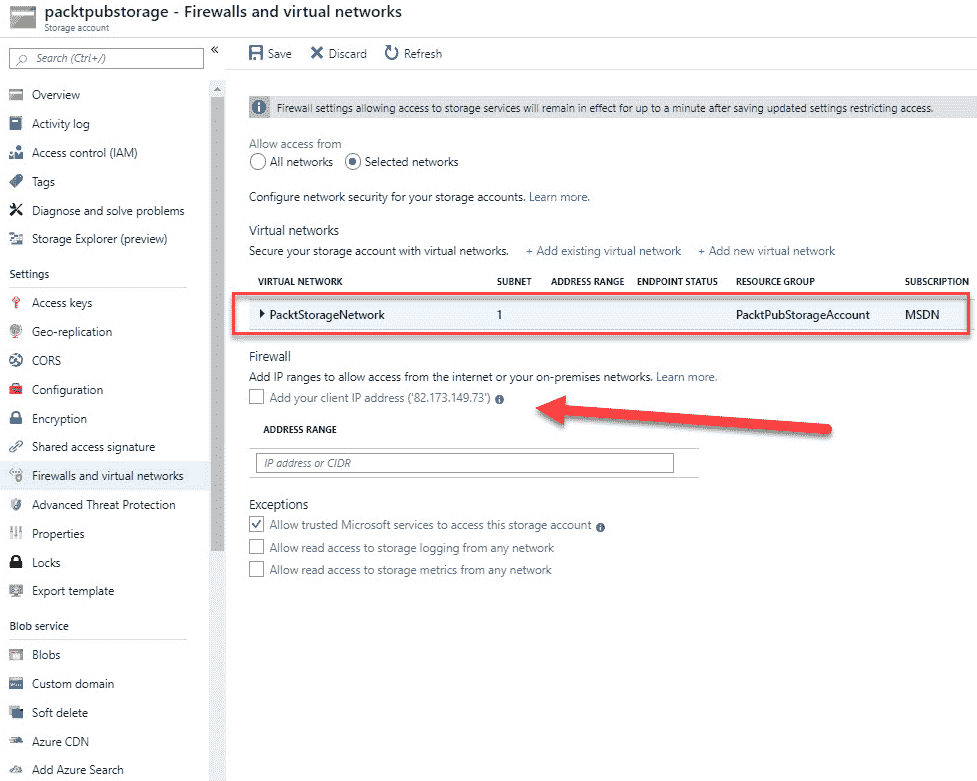 packtpubstorage - Firewalls and virtual networks
Storage account
Search (Ctrl+/)
«
Save Discard Refresh
Overview
Activity log
Access control (IAM)
Tags
Diagnose and solve problems
Storage Explorer (preview)
Settings
Access keys
Geo-replication
CORS
Configuration
Encryption
Shared access signature
Firewalls and virtual networks
Advanced Threat Protection
Properties
Locks
Export template
Blob service
Blobs
Custom domain
Soft delete
Azure CDN
Add Azure Search
Firewall settings allowing access to storage services will remain in effect for up to a minute after saving updated settings restricting access.
Allow access from
All networks Selected networks
Configure network security for your storage accounts. Learn more.
Virtual networks
Secure your storage account with virtual networks. + Add existing virtual network + Add new virtual network
VIRTUAL NETWORK SUBNET ADDRESS RANGE ENDPOINT STATUS RESOURCE GROUP SUBSCRIPTION
PacktStorageNetwork 1 PacktPubStorageAccount MSDN
Firewall
Add IP ranges to allow access from the internet or your on-premises networks. Learn more.
Add your client IP address ('82.173.149.73')
ADDRESS RANGE
IP address or CIDR
Exceptions
Allow trusted Microsoft services to access this storage account
Allow read access to storage logging from any network
Allow read access to storage metrics from any network